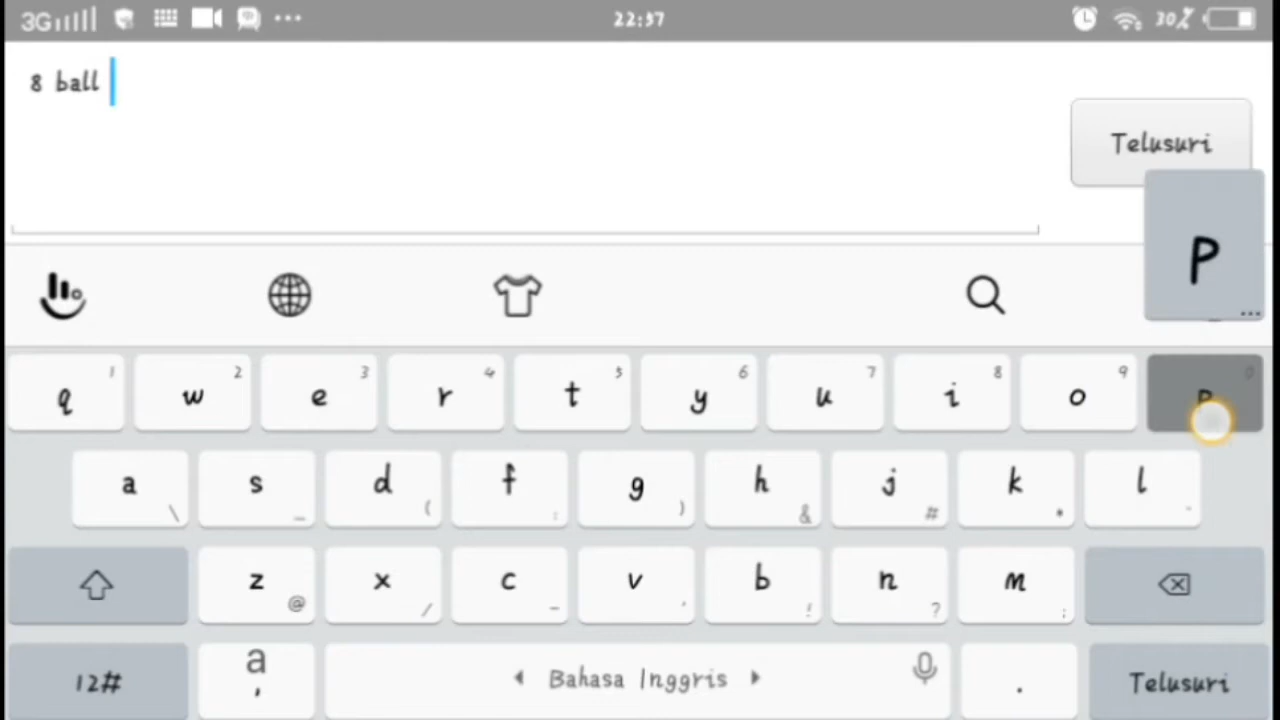 3G 22:37 30%
8 ball
Telusuri
P
q 1 w 2 e 3 r 4 t 5 y 6 u 7 i 8 o 9 p 0
a \ s _ d ( f : g ) h & j # k * l
z @ x / c - v ' b ! n ? m ;
12# a , Bahasa Inggris . Telusuri